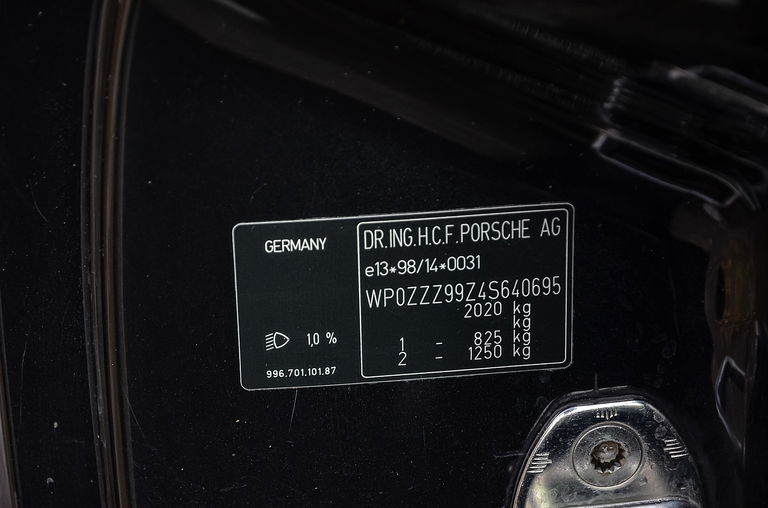 GERMANY
1,0 %
996.701.101.87
DR.ING.H.C.F.PORSCHE AG
e13*98/14*0031
WP0ZZZ99Z4S640695
2020 kg
kg
1 - 825 kg
2 - 1250 kg